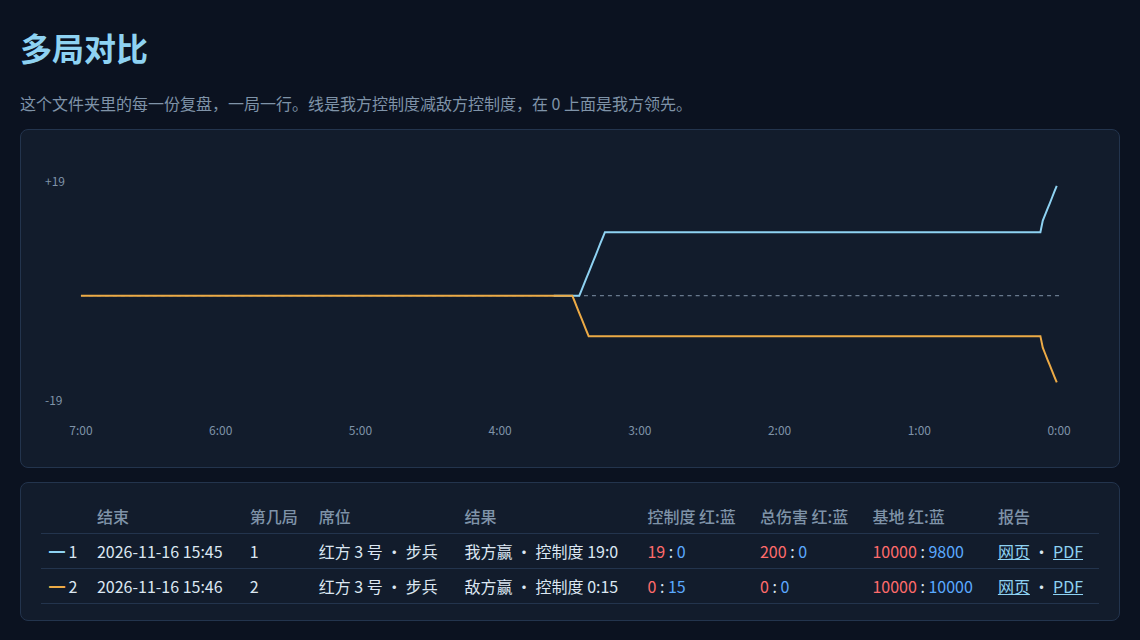 多局对比
这个文件夹里的每一份复盘，一局一行。线是我方控制度减敌方控制度，在 0 上面是我方领先。
+19
-19
7:00 6:00 5:00 4:00 3:00 2:00 1:00 0:00
结束 第几局 席位 结果 控制度 红:蓝 总伤害 红:蓝 基地 红:蓝 报告
1 2026-11-16 15:45 1 红方 3 号 · 步兵 我方赢 · 控制度 19:0 19 : 0 200 : 0 10000 : 9800 网页 · PDF
2 2026-11-16 15:46 2 红方 3 号 · 步兵 敌方赢 · 控制度 0:15 0 : 15 0 : 0 10000 : 10000 网页 · PDF